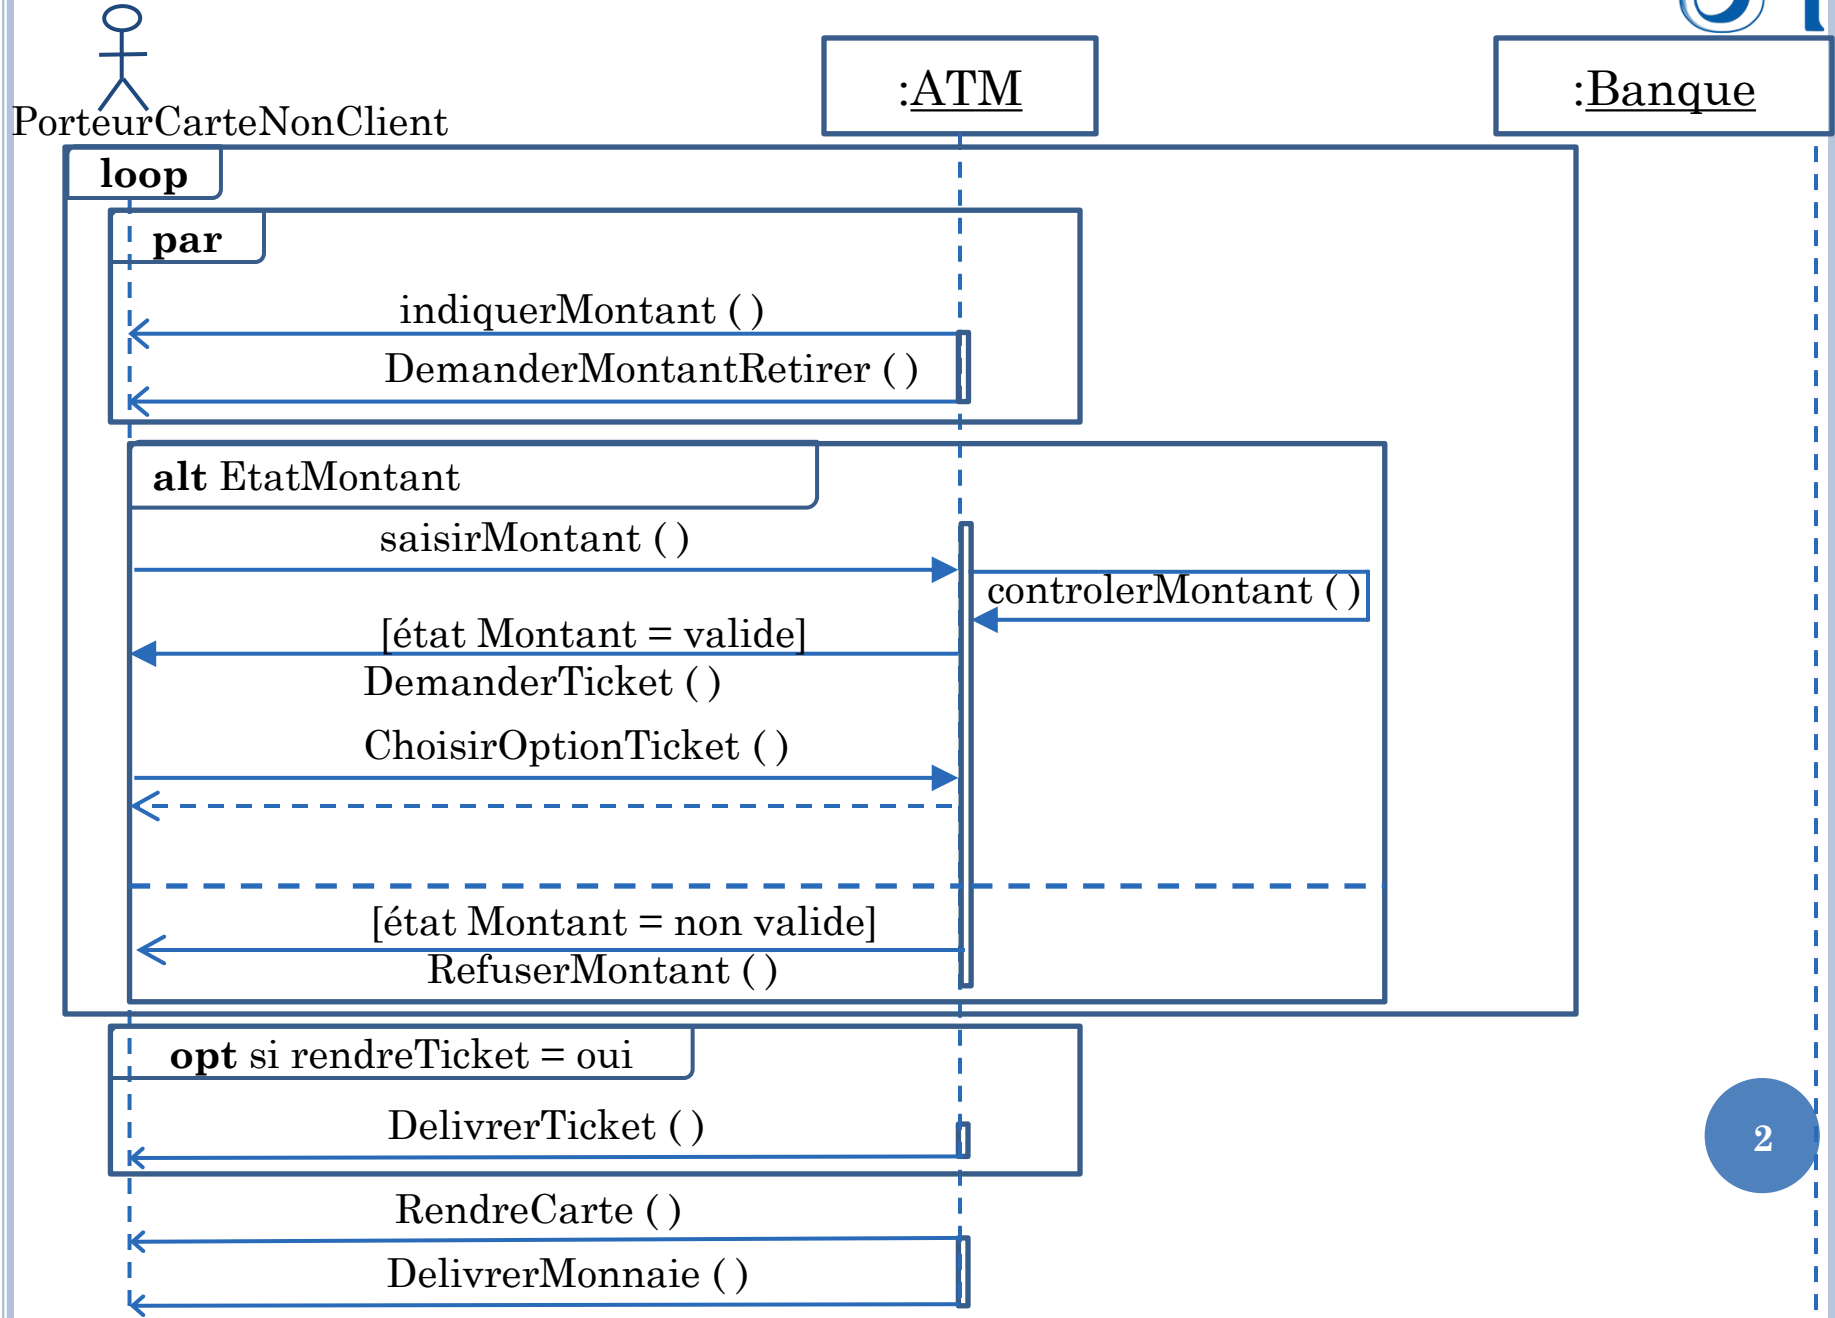 :ATM
:Banque
PorteurCarteNonClient
loop
par
indiquerMontant ( )
DemanderMontantRetirer ( )
alt EtatMontant
saisirMontant ( )
controlerMontant ( )
[état Montant = valide]
DemanderTicket ( )
ChoisirOptionTicket ( )
[état Montant = non valide]
RefuserMontant ( )
opt si rendreTicket = oui
DelivrerTicket ( )
2
RendreCarte ( )
DelivrerMonnaie ( )